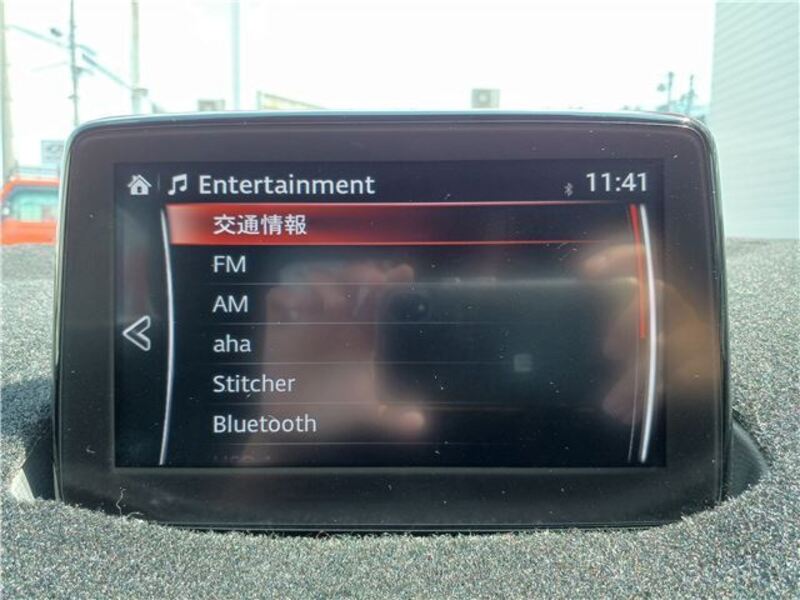 Entertainment
11:41
交通情報
FM
AM
aha
Stitcher
Bluetooth